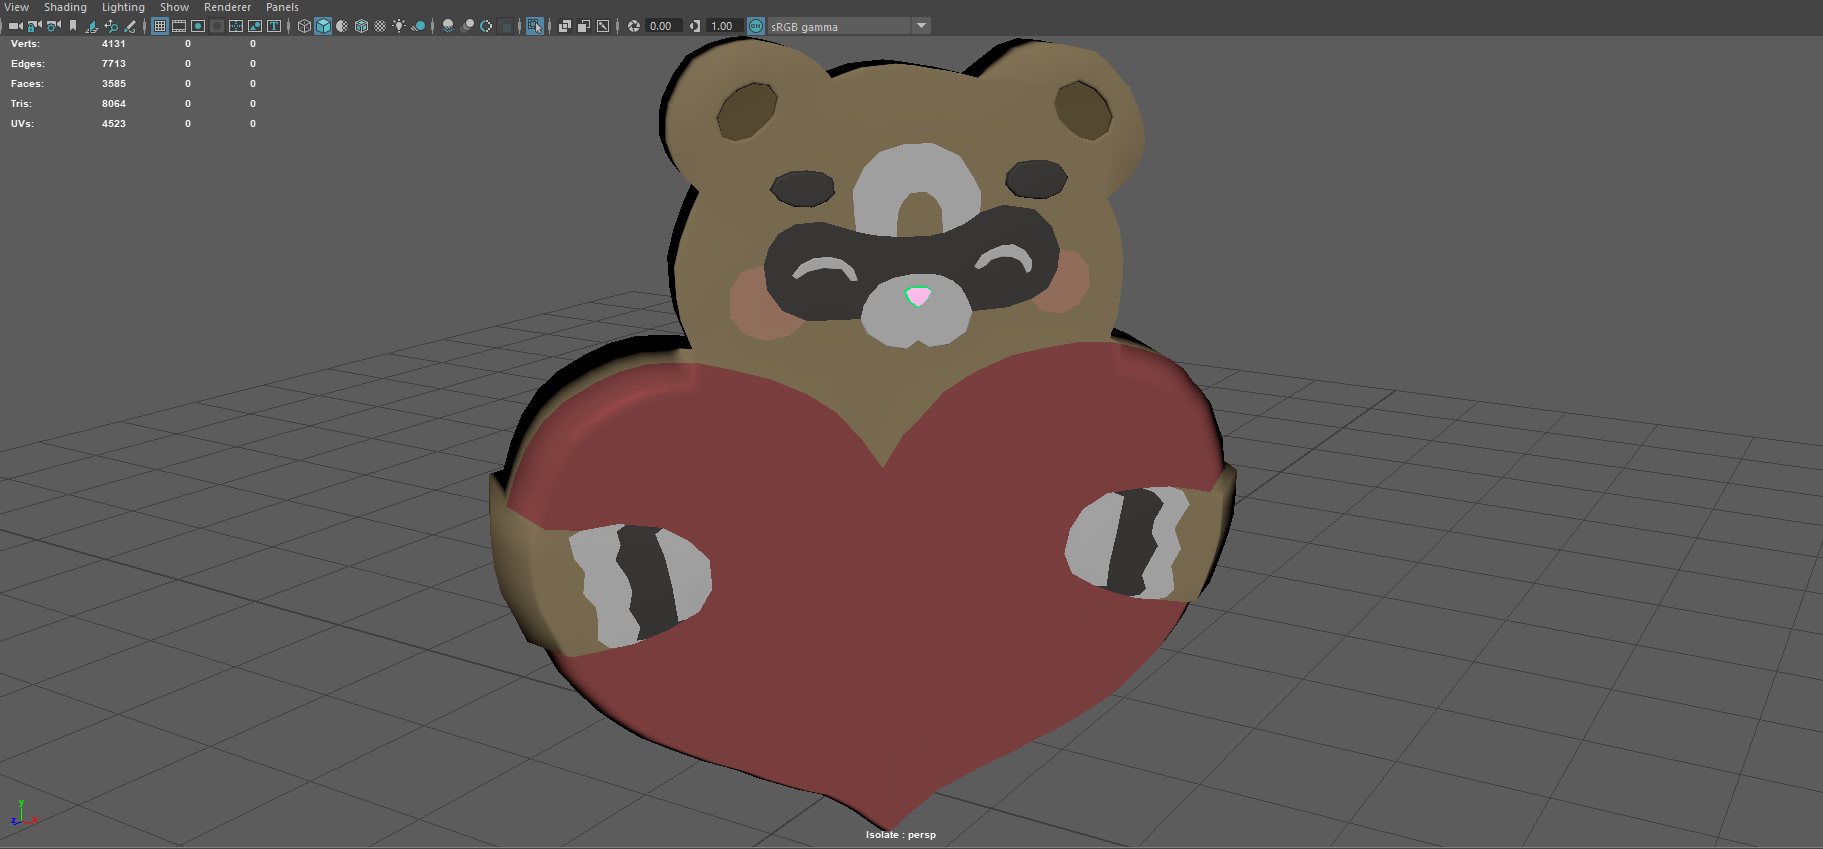 View Shading Lighting Show Renderer Panels
0.00 1.00 ON sRGB gamma
Verts: 4131 0 0
Edges: 7713 0 0
Faces: 3585 0 0
Tris: 8064 0 0
UVs: 4523 0 0
y
z x
Isolate : persp